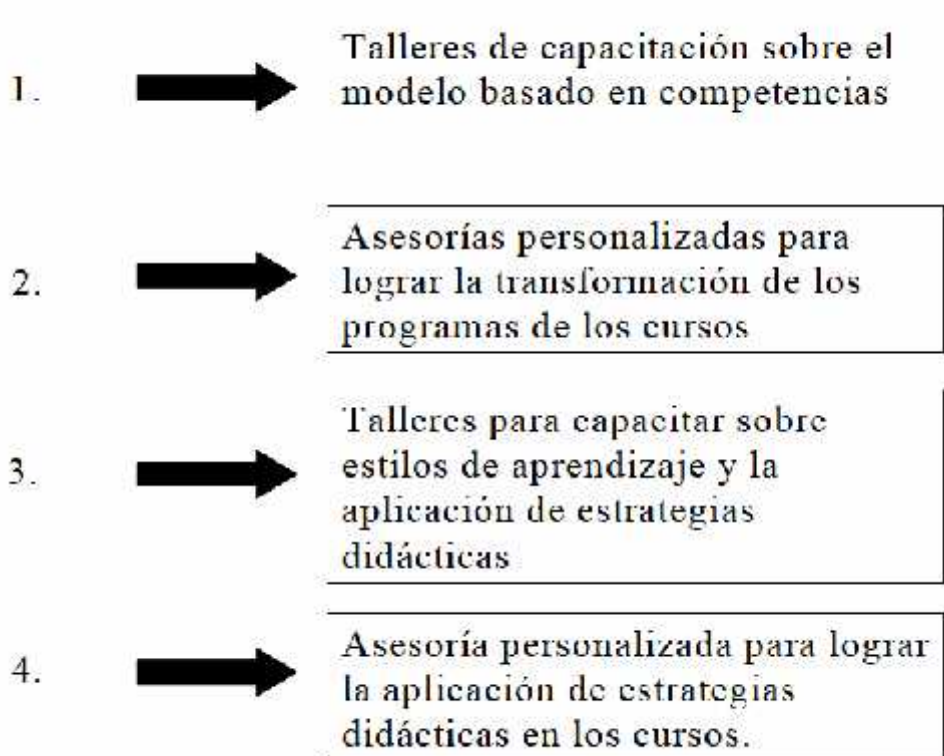 1. Talleres de capacitación sobre el
modelo basado en competencias
2. Asesorías personalizadas para
lograr la transformación de los
programas de los cursos
3. Talleres para capacitar sobre
estilos de aprendizaje y la
aplicación de estrategias
didácticas
4. Asesoría personalizada para lograr
la aplicación de estrategias
didácticas en los cursos.